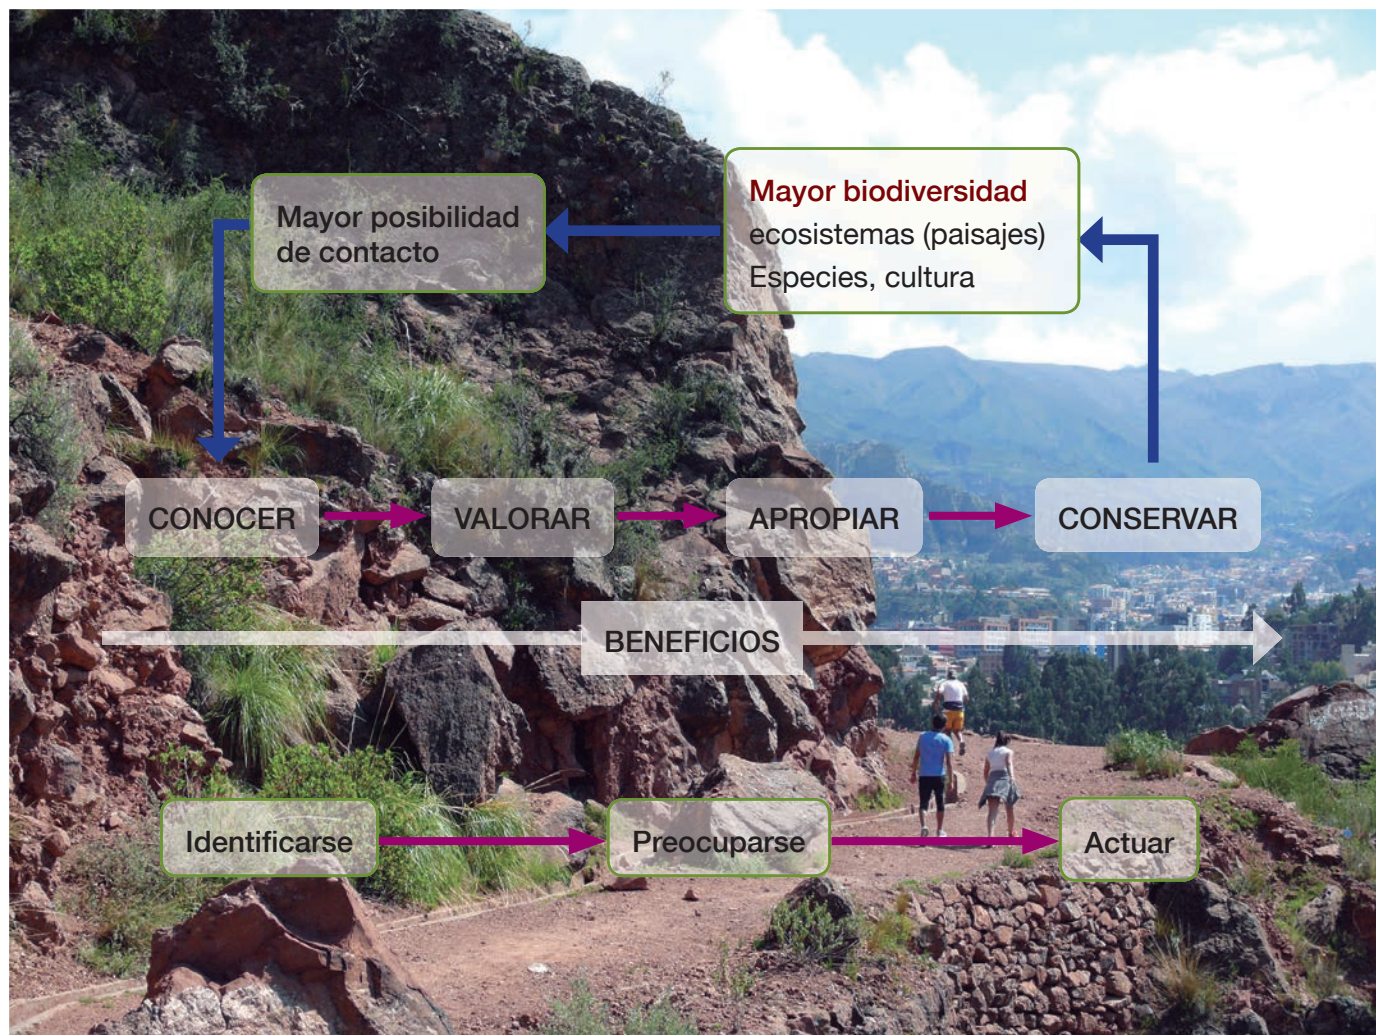 Mayor posibilidad
de contacto
Mayor biodiversidad
ecosistemas (paisajes)
Especies, cultura
CONOCER
VALORAR
APROPIAR
CONSERVAR
BENEFICIOS
Identificarse
Preocuparse
Actuar